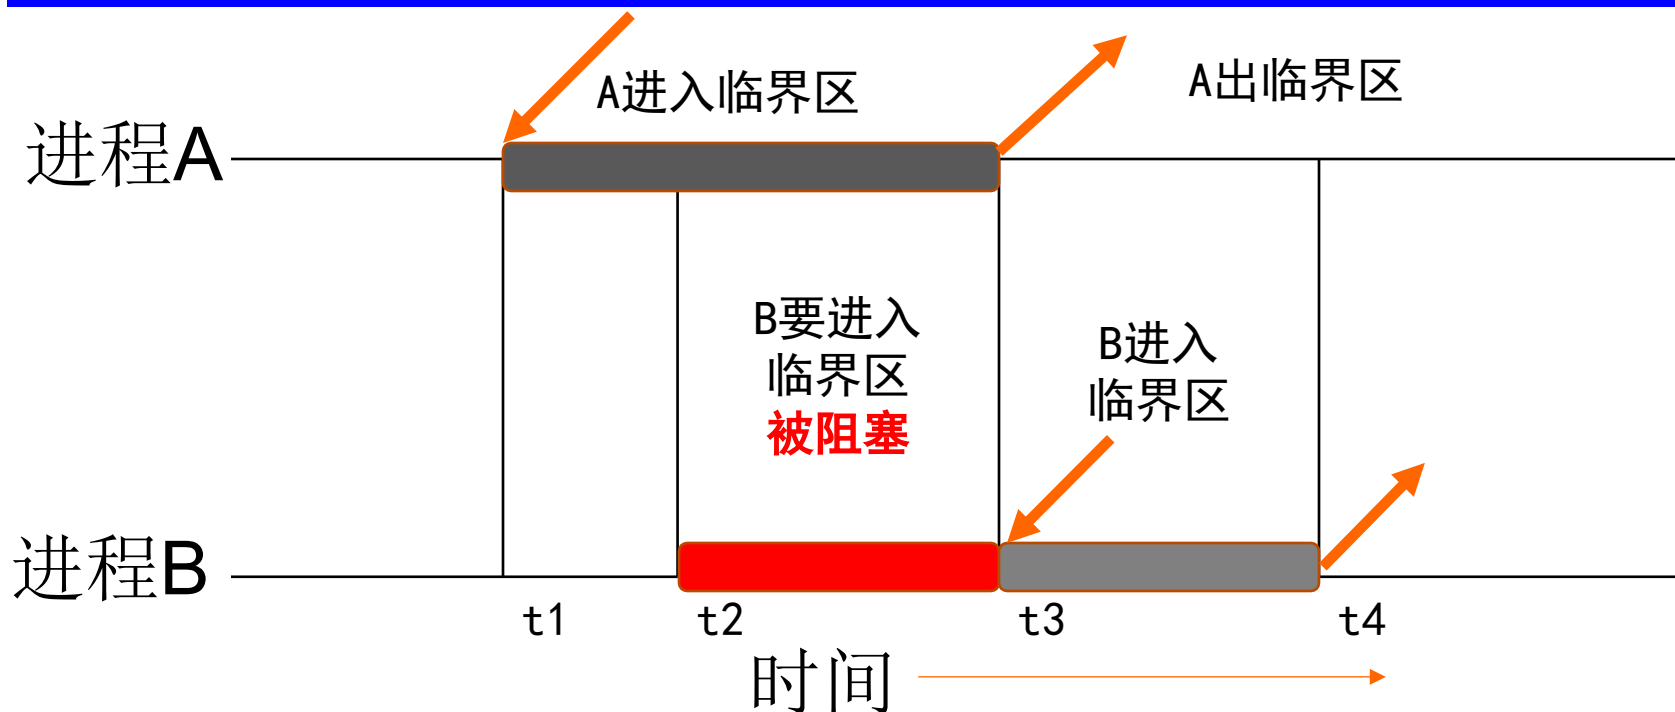 A进入临界区
A出临界区
进程A
B要进入
临界区
被阻塞
B进入
临界区
进程B
t1
t2
t3
t4
时间